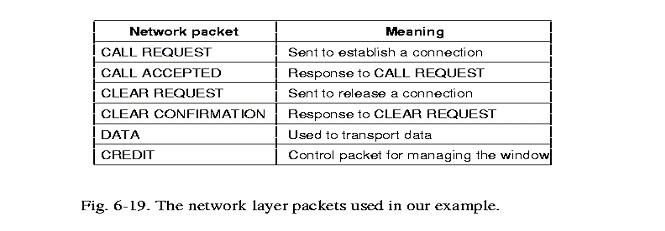 Network packet Meaning
CALL REQUEST Sent to establish a connection
CALL ACCEPTED Response to CALL REQUEST
CLEAR REQUEST Sent to release a connection
CLEAR CONFIRMATION Response to CLEAR REQUEST
DATA Used to transport data
CREDIT Control packet for managing the window
Fig. 6-19. The network layer packets used in our example.